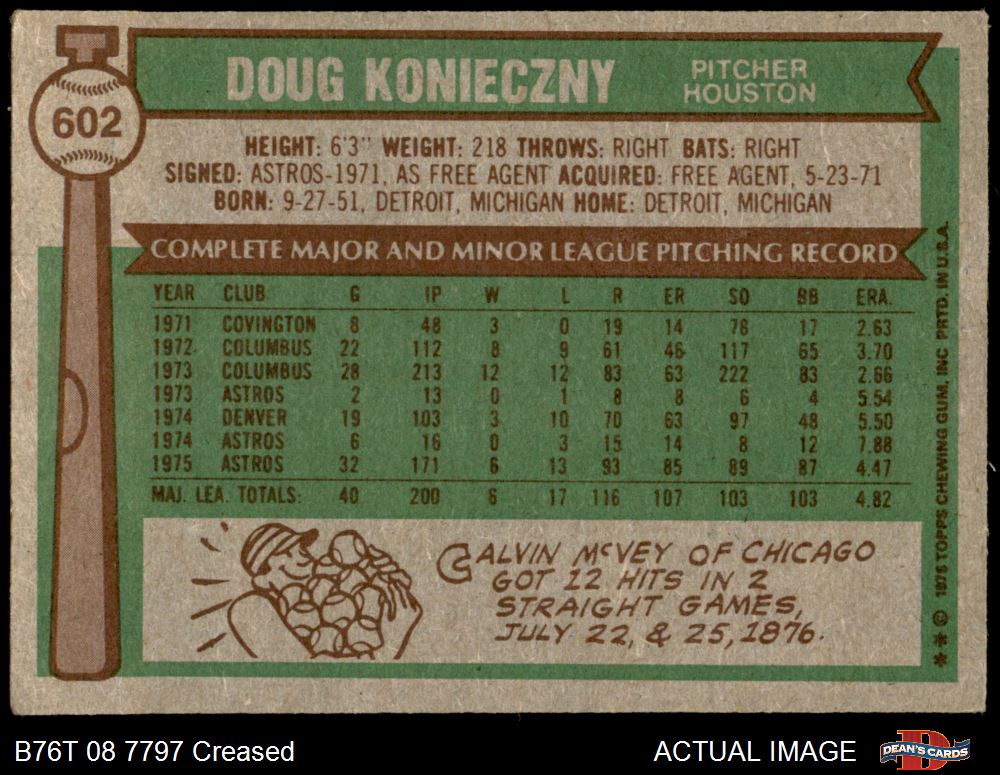 602
DOUG KONIECZNY
PITCHER
HOUSTON
HEIGHT: 6'3" WEIGHT: 218 THROWS: RIGHT BATS: RIGHT
SIGNED: ASTROS-1971, AS FREE AGENT ACQUIRED: FREE AGENT, 5-23-71
BORN: 9-27-51, DETROIT, MICHIGAN HOME: DETROIT, MICHIGAN
COMPLETE MAJOR AND MINOR LEAGUE PITCHING RECORD
YEAR CLUB G IP W L R ER SO BB ERA.
1971 COVINGTON 8 48 3 0 19 14 76 17 2.63
1972 COLUMBUS 22 112 8 9 61 46 117 65 3.70
1973 COLUMBUS 28 213 12 12 83 63 222 83 2.66
1973 ASTROS 2 13 0 1 8 8 6 4 5.54
1974 DENVER 19 103 3 10 70 63 97 48 5.50
1974 ASTROS 6 16 0 3 15 14 8 12 7.88
1975 ASTROS 32 171 6 13 93 85 89 87 4.47
MAJ. LEA. TOTALS: 40 200 6 17 116 107 103 103 4.82
CALVIN McVEY OF CHICAGO
GOT 12 HITS IN 2
STRAIGHT GAMES,
JULY 22, & 25, 1876.
** © 1976 TOPPS CHEWING GUM, INC PRTD. IN U.S.A.
B76T 08 7797 Creased
ACTUAL IMAGE
D
DEAN'S CARDS